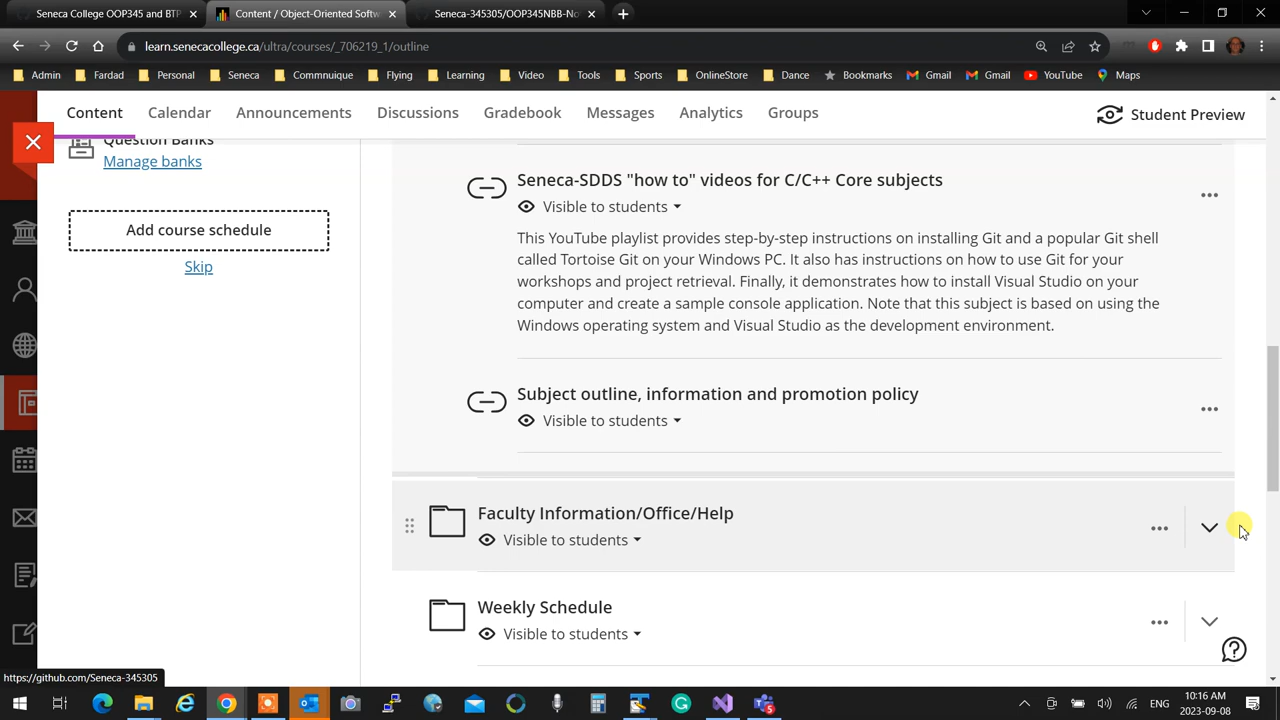 Seneca College OOP345 and BTP
Content / Object-Oriented Softw
Seneca-345305/OOP345NBB-No
learn.senecacollege.ca/ultra/courses/_706219_1/outline
Admin Fardad Personal Seneca Commnuique Flying Learning Video Tools Sports OnlineStore Dance Bookmarks Gmail Gmail YouTube Maps
Content Calendar Announcements Discussions Gradebook Messages Analytics Groups Student Preview
Question Banks
Manage banks
Add course schedule
Skip
Seneca-SDDS "how to" videos for C/C++ Core subjects
Visible to students
This YouTube playlist provides step-by-step instructions on installing Git and a popular Git shell
called Tortoise Git on your Windows PC. It also has instructions on how to use Git for your
workshops and project retrieval. Finally, it demonstrates how to install Visual Studio on your
computer and create a sample console application. Note that this subject is based on using the
Windows operating system and Visual Studio as the development environment.
Subject outline, information and promotion policy
Visible to students
Faculty Information/Office/Help
Visible to students
Weekly Schedule
Visible to students
https://github.com/Seneca-345305
ENG
10:16 AM
2023-09-08